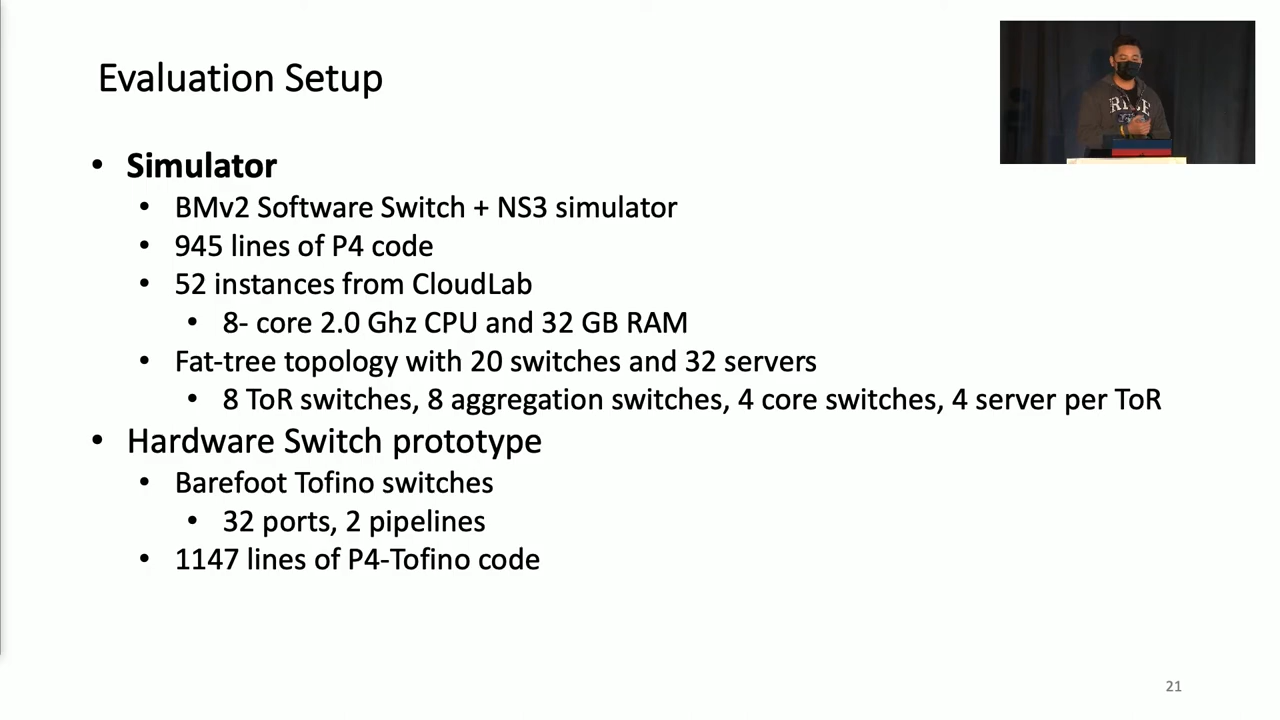 Evaluation Setup
• Simulator
• BMv2 Software Switch + NS3 simulator
• 945 lines of P4 code
• 52 instances from CloudLab
• 8- core 2.0 Ghz CPU and 32 GB RAM
• Fat-tree topology with 20 switches and 32 servers
• 8 ToR switches, 8 aggregation switches, 4 core switches, 4 server per ToR
• Hardware Switch prototype
• Barefoot Tofino switches
• 32 ports, 2 pipelines
• 1147 lines of P4-Tofino code
21